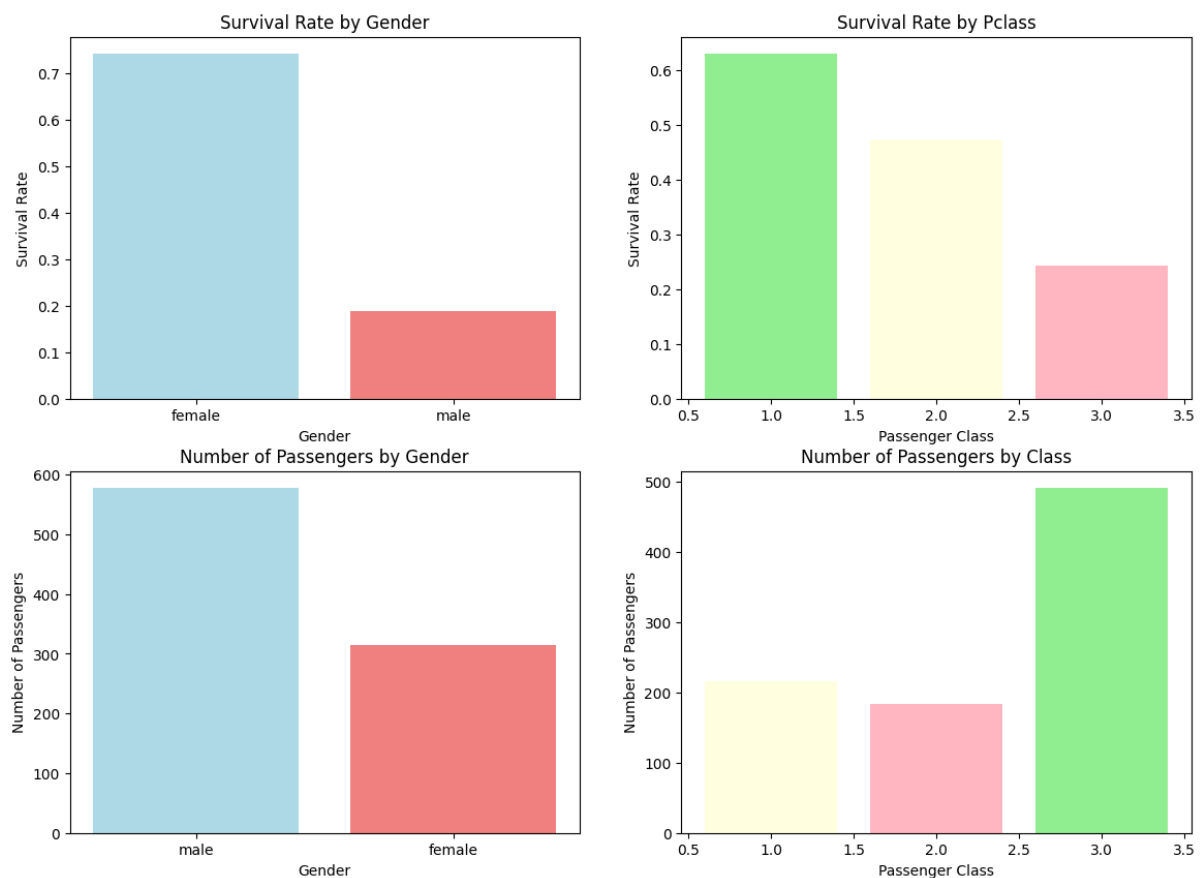 Survival Rate by Gender
Survival Rate
0.7
0.6
0.5
0.4
0.3
0.2
0.1
0.0
female male
Gender
Survival Rate by Pclass
Survival Rate
0.6
0.5
0.4
0.3
0.2
0.1
0.0
0.5 1.0 1.5 2.0 2.5 3.0 3.5
Passenger Class
Number of Passengers by Gender
Number of Passengers
600
500
400
300
200
100
0
male female
Gender
Number of Passengers by Class
Number of Passengers
500
400
300
200
100
0
0.5 1.0 1.5 2.0 2.5 3.0 3.5
Passenger Class